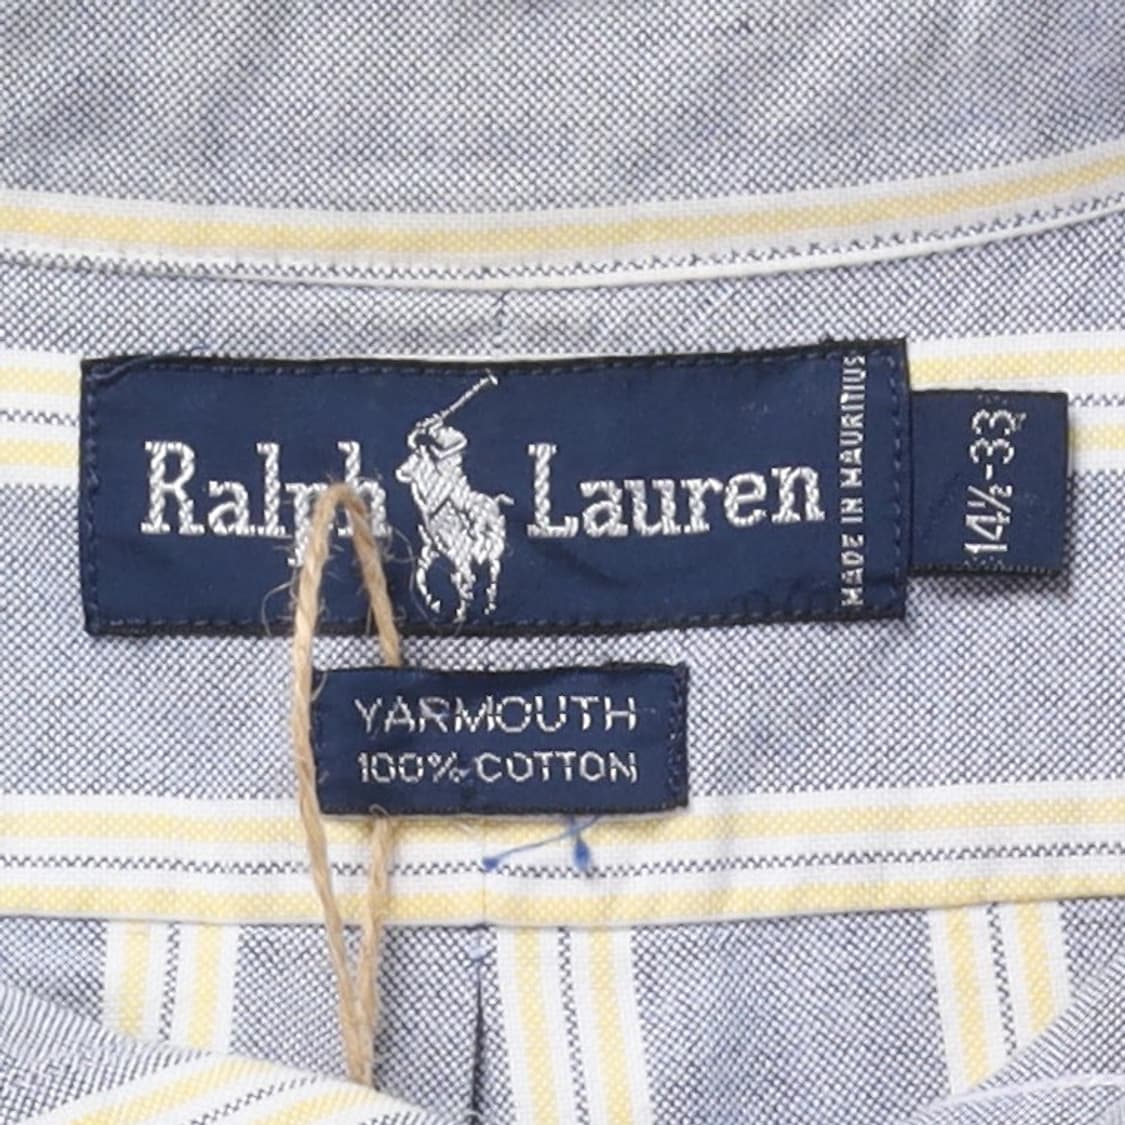 Ralph Lauren
MADE IN MAURITIUS
14½-33
YARMOUTH
100% COTTON